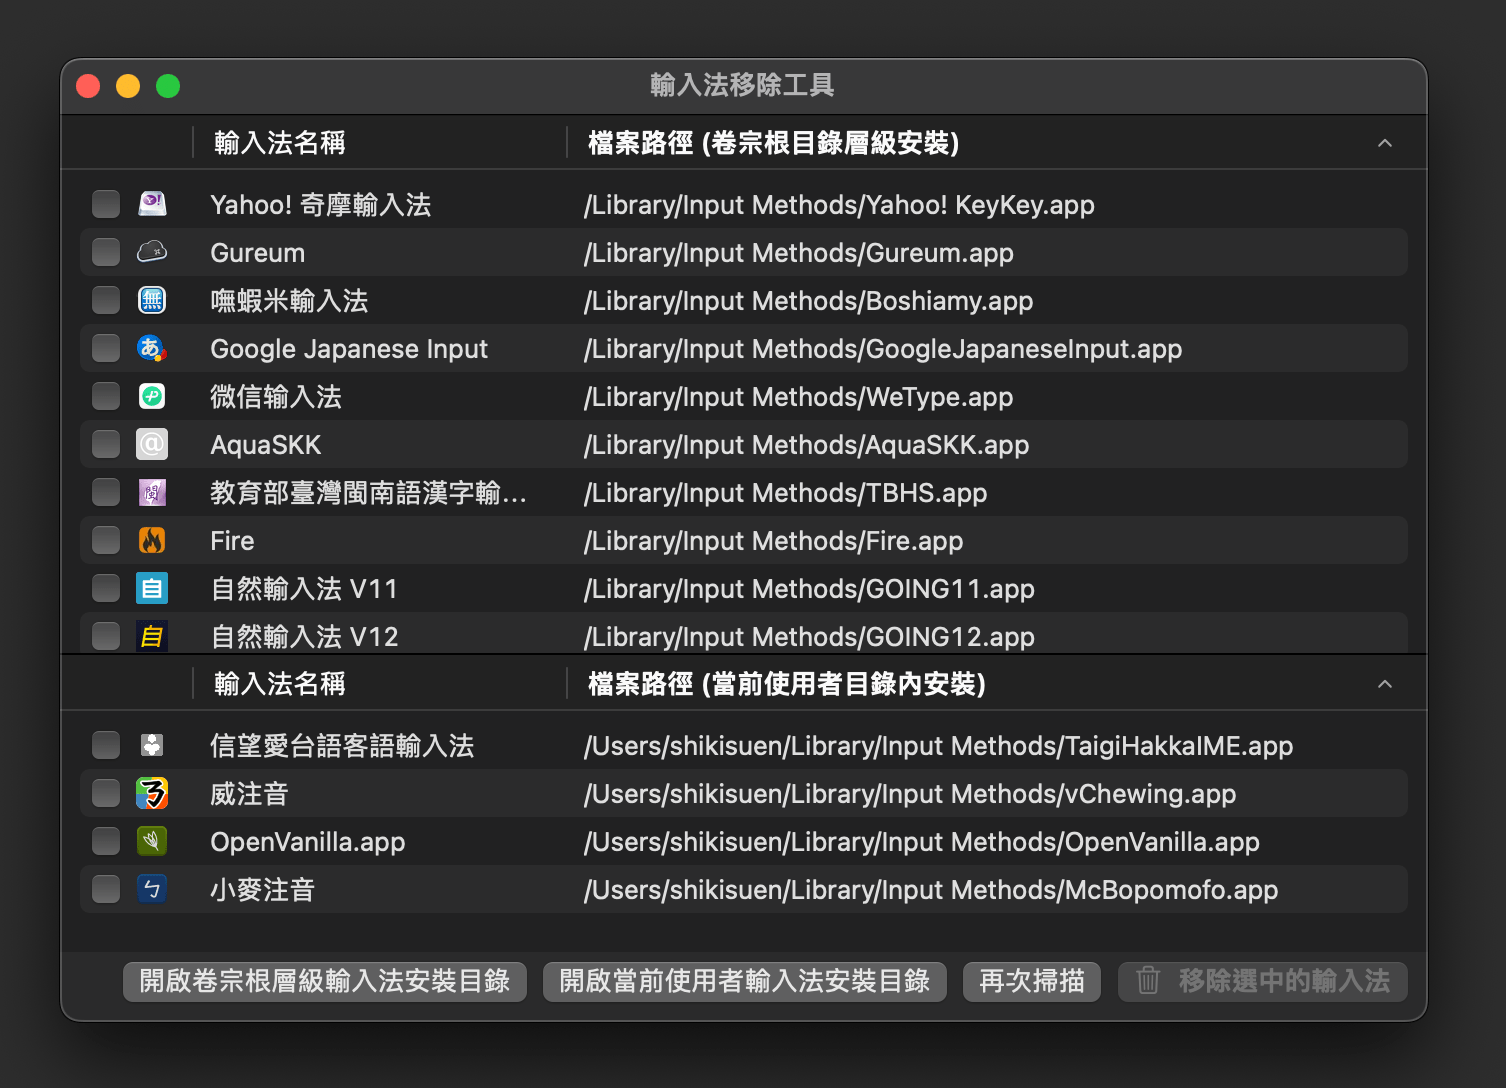 輸入法移除工具
輸入法名稱 檔案路徑 (卷宗根目錄層級安裝)
Yahoo! 奇摩輸入法 /Library/Input Methods/Yahoo! KeyKey.app
Gureum /Library/Input Methods/Gureum.app
嘸蝦米輸入法 /Library/Input Methods/Boshiamy.app
Google Japanese Input /Library/Input Methods/GoogleJapaneseInput.app
微信输入法 /Library/Input Methods/WeType.app
AquaSKK /Library/Input Methods/AquaSKK.app
教育部臺灣閩南語漢字輸… /Library/Input Methods/TBHS.app
Fire /Library/Input Methods/Fire.app
自然輸入法 V11 /Library/Input Methods/GOING11.app
自然輸入法 V12 /Library/Input Methods/GOING12.app
輸入法名稱 檔案路徑 (當前使用者目錄內安裝)
信望愛台語客語輸入法 /Users/shikisuen/Library/Input Methods/TaigiHakkaIME.app
威注音 /Users/shikisuen/Library/Input Methods/vChewing.app
OpenVanilla.app /Users/shikisuen/Library/Input Methods/OpenVanilla.app
小麥注音 /Users/shikisuen/Library/Input Methods/McBopomofo.app
開啟卷宗根層級輸入法安裝目錄 開啟當前使用者輸入法安裝目錄 再次掃描 移除選中的輸入法